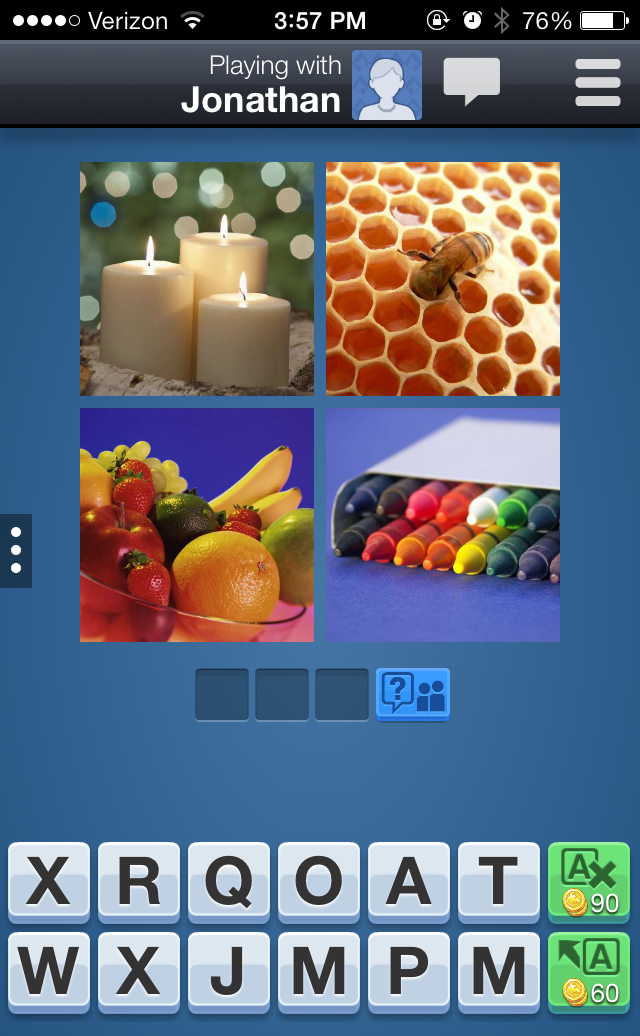 Verizon 3:57 PM 76%
Playing with
Jonathan
?
X R Q O A T A 90
W X J M P M A 60